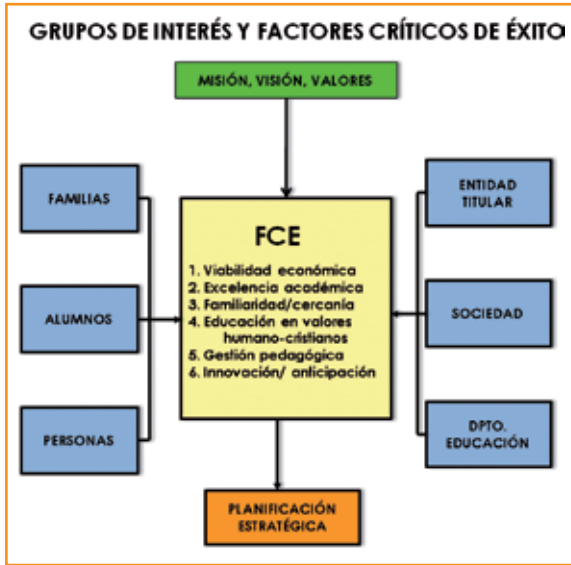 GRUPOS DE INTERÉS Y FACTORES CRÍTICOS DE ÉXITO
MISIÓN, VISIÓN, VALORES
FAMILIAS
ALUMNOS
PERSONAS
FCE
1. Viabilidad económica
2. Excelencia académica
3. Familiaridad/cercanía
4. Educación en valores
humano-cristianos
5. Gestión pedagógica
6. Innovación/ anticipación
ENTIDAD
TITULAR
SOCIEDAD
DPTO.
EDUCACIÓN
PLANIFICACIÓN
ESTRATÉGICA